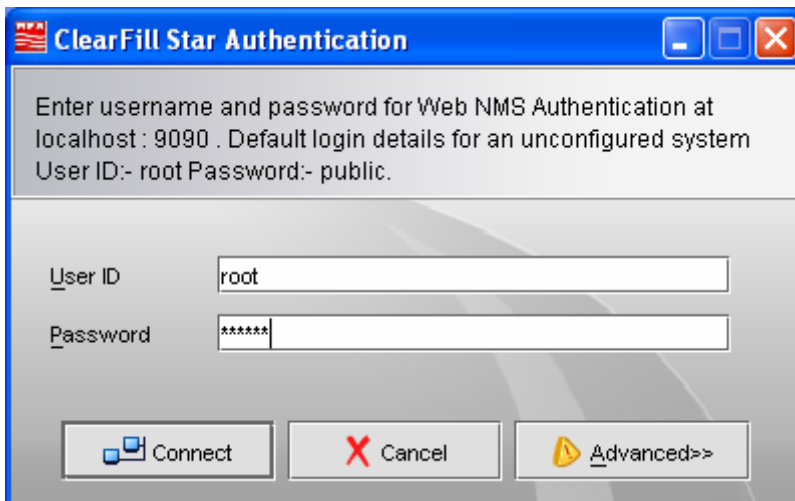 ClearFill Star Authentication
Enter username and password for Web NMS Authentication at
localhost : 9090 . Default login details for an unconfigured system
User ID:- root Password:- public.
User ID root
Password ******
Connect Cancel Advanced>>